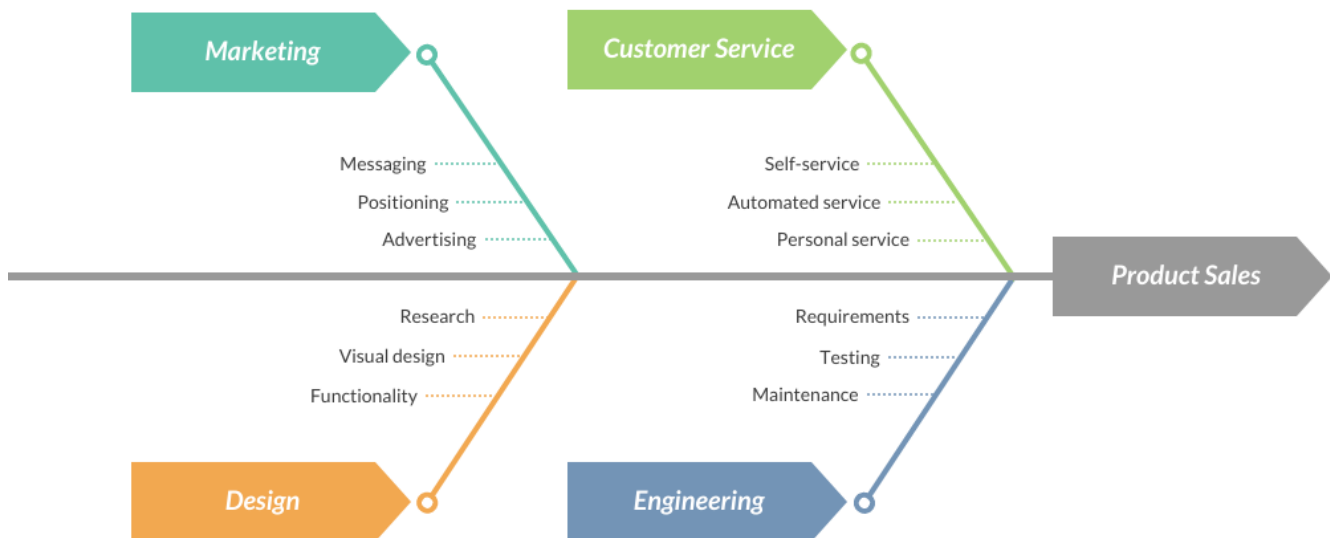 Marketing
Customer Service
Messaging
Positioning
Advertising
Self-service
Automated service
Personal service
Product Sales
Research
Visual design
Functionality
Requirements
Testing
Maintenance
Design
Engineering